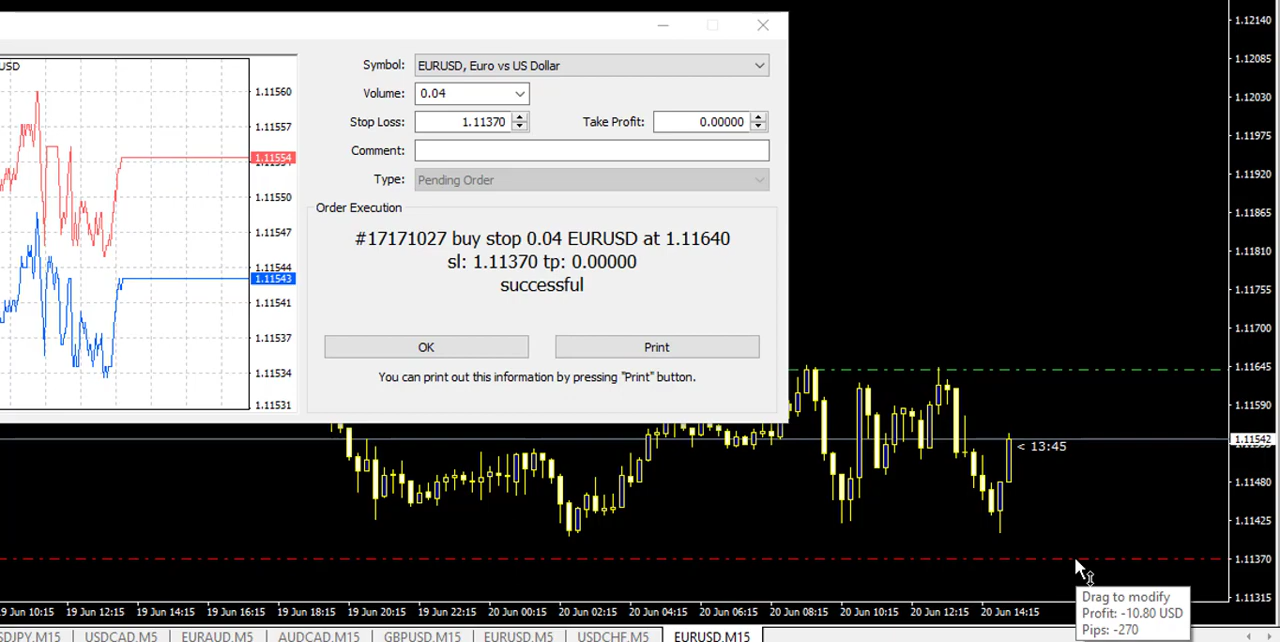 Symbol: EURUSD, Euro vs US Dollar
Volume: 0.04
Stop Loss: 1.11370 Take Profit: 0.00000
Comment:
Type: Pending Order
Order Execution
#17171027 buy stop 0.04 EURUSD at 1.11640
sl: 1.11370 tp: 0.00000
successful
OK Print
You can print out this information by pressing "Print" button.
USD
1.11560
1.11557
1.11554
1.11550
1.11547
1.11544
1.11543
1.11541
1.11537
1.11534
1.11531
1.12140
1.12085
1.12030
1.11975
1.11920
1.11865
1.11810
1.11755
1.11700
1.11645
1.11590
1.11542
1.11480
1.11425
1.11370
1.11315
< 13:45
Drag to modify
Profit: -10.80 USD
Pips: -270
19 Jun 10:15 19 Jun 12:15 19 Jun 14:15 19 Jun 16:15 19 Jun 18:15 19 Jun 20:15 19 Jun 22:15 20 Jun 00:15 20 Jun 02:15 20 Jun 04:15 20 Jun 06:15 20 Jun 08:15 20 Jun 10:15 20 Jun 12:15 20 Jun 14:15
SDJPY,M15 USDCAD,M5 EURAUD,M5 AUDCAD,M15 GBPUSD,M15 EURUSD,M5 USDCHF,M5 EURUSD,M15